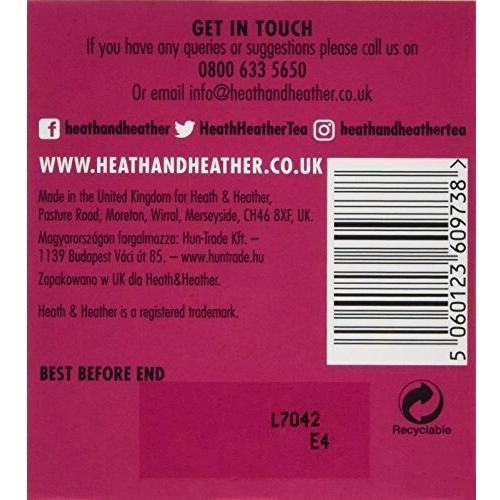 GET IN TOUCH
If you have any queries or suggestions please call us on
0800 633 5650
Or email info@heathandheather.co.uk
heathandheather HeathHeatherTea heathandheathertea
WWW.HEATHANDHEATHER.CO.UK
Made in the United Kingdom for Heath & Heather,
Pasture Road, Moreton, Wirral, Merseyside, CH46 8XF, UK.
Magyarországon forgalmazza: Hun-Trade Kft. –
1139 Budapest Váci út 85. – www.huntrade.hu
Zapakowano w UK dla Heath&Heather.
Heath & Heather is a registered trademark.
5 060123 609738 >
BEST BEFORE END
L7042
E4
Recyclable